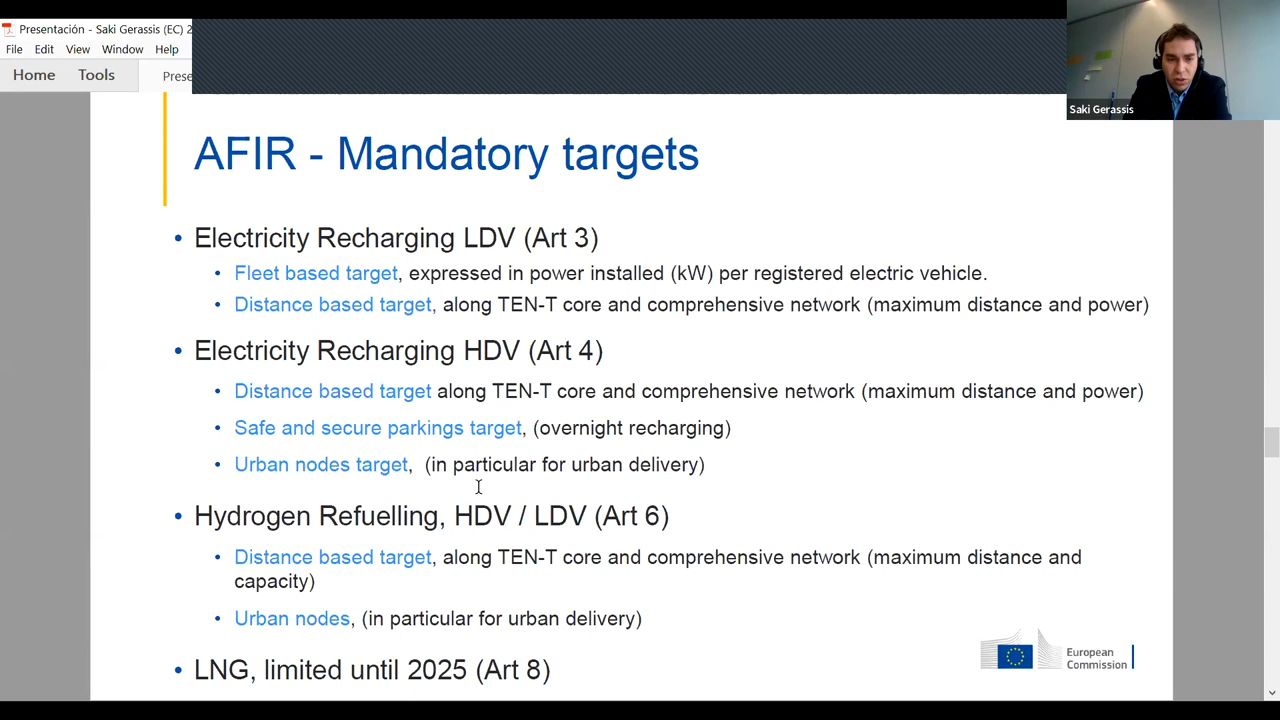 Presentación - Saki Gerassis (EC) 2
File Edit View Window Help
Home Tools Prese
Saki Gerassis
AFIR - Mandatory targets
• Electricity Recharging LDV (Art 3)
• Fleet based target, expressed in power installed (kW) per registered electric vehicle.
• Distance based target, along TEN-T core and comprehensive network (maximum distance and power)
• Electricity Recharging HDV (Art 4)
• Distance based target along TEN-T core and comprehensive network (maximum distance and power)
• Safe and secure parkings target, (overnight recharging)
• Urban nodes target, (in particular for urban delivery)
• Hydrogen Refuelling, HDV / LDV (Art 6)
• Distance based target, along TEN-T core and comprehensive network (maximum distance and
capacity)
• Urban nodes, (in particular for urban delivery)
• LNG, limited until 2025 (Art 8)
European
Commission